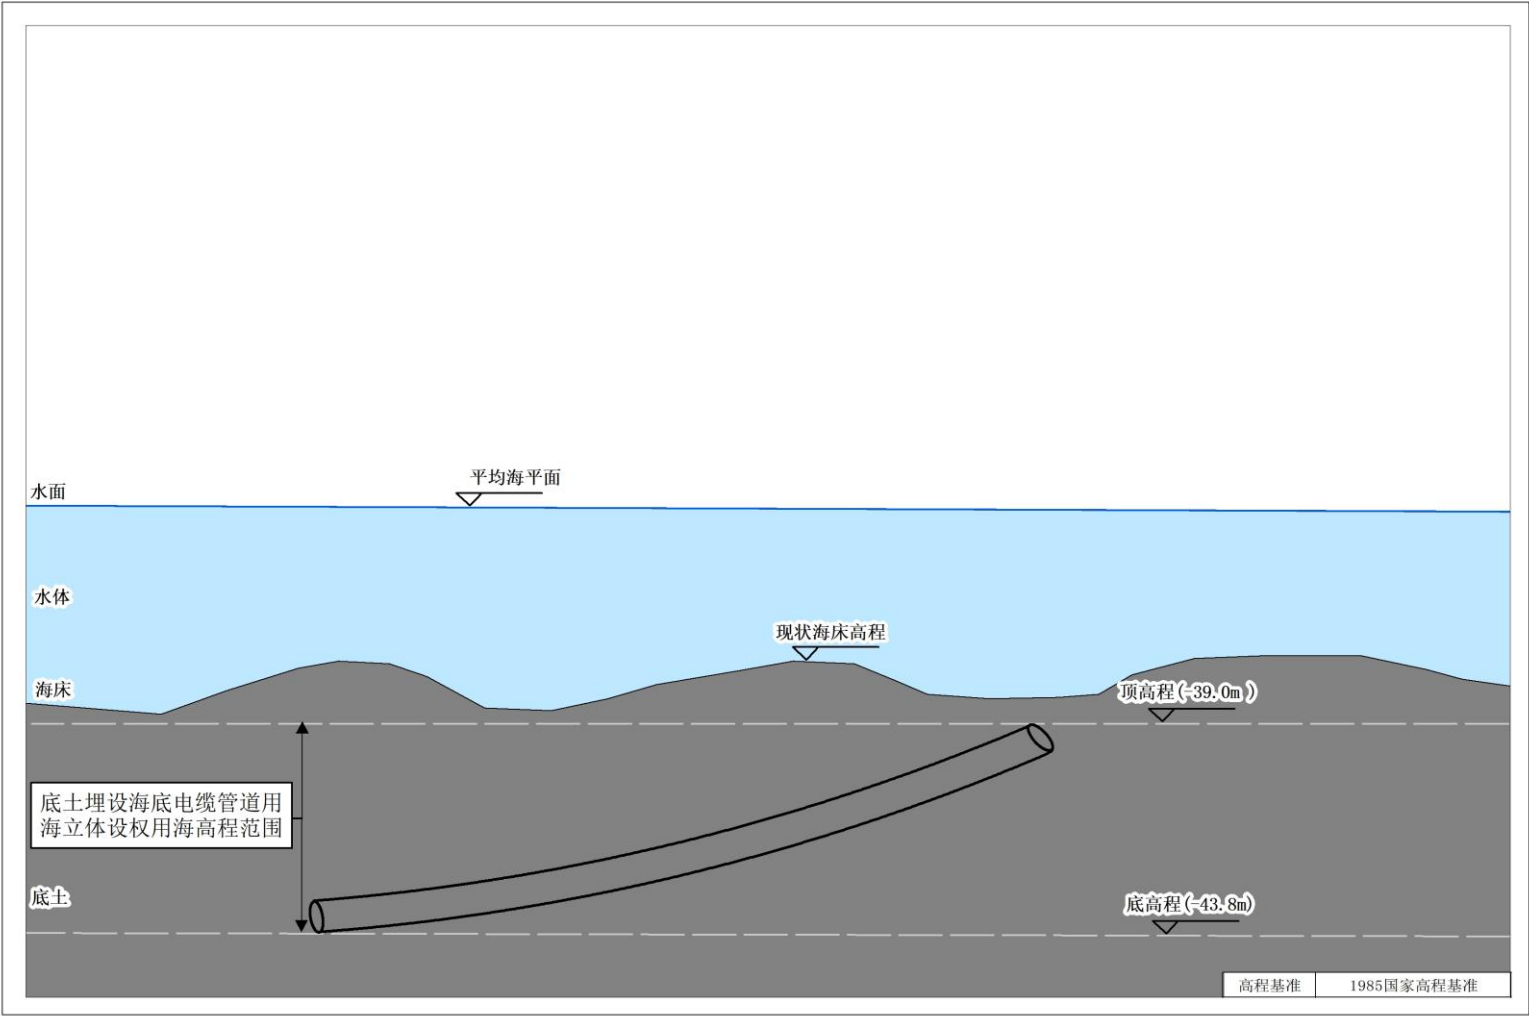 平均海平面
水面
水体
现状海床高程
海床
顶高程(-39.0m )
底土埋设海底电缆管道用
海立体设权用海高程范围
底土
底高程(-43.8m)
高程基准 1985国家高程基准